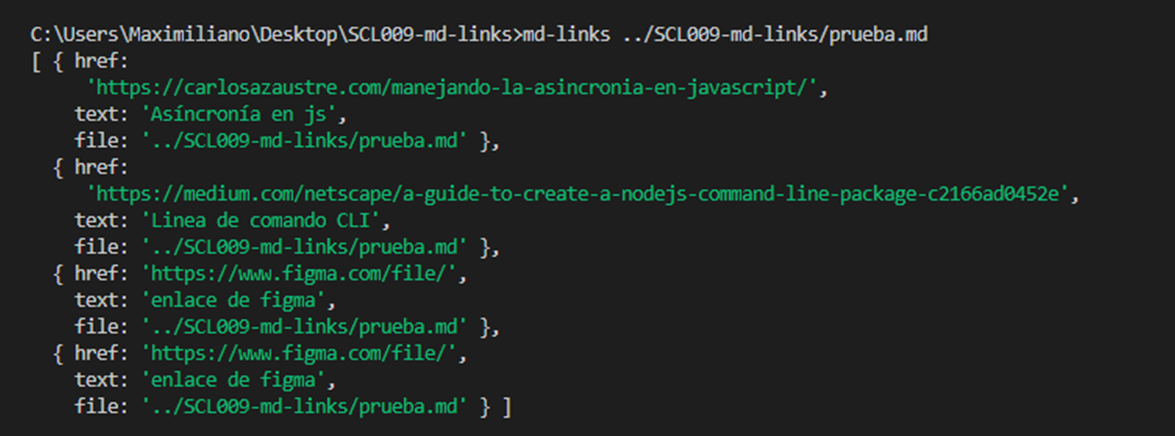 C:\Users\Maximiliano\Desktop\SCL009-md-links>md-links ../SCL009-md-links/prueba.md
[ { href:
'https://carlosazaustre.com/manejando-la-asincronia-en-javascript/',
text: 'Asíncronía en js',
file: '../SCL009-md-links/prueba.md' },
{ href:
'https://medium.com/netscape/a-guide-to-create-a-nodejs-command-line-package-c2166ad0452e',
text: 'Linea de comando CLI',
file: '../SCL009-md-links/prueba.md' },
{ href: 'https://www.figma.com/file/',
text: 'enlace de figma',
file: '../SCL009-md-links/prueba.md' },
{ href: 'https://www.figma.com/file/',
text: 'enlace de figma',
file: '../SCL009-md-links/prueba.md' } ]